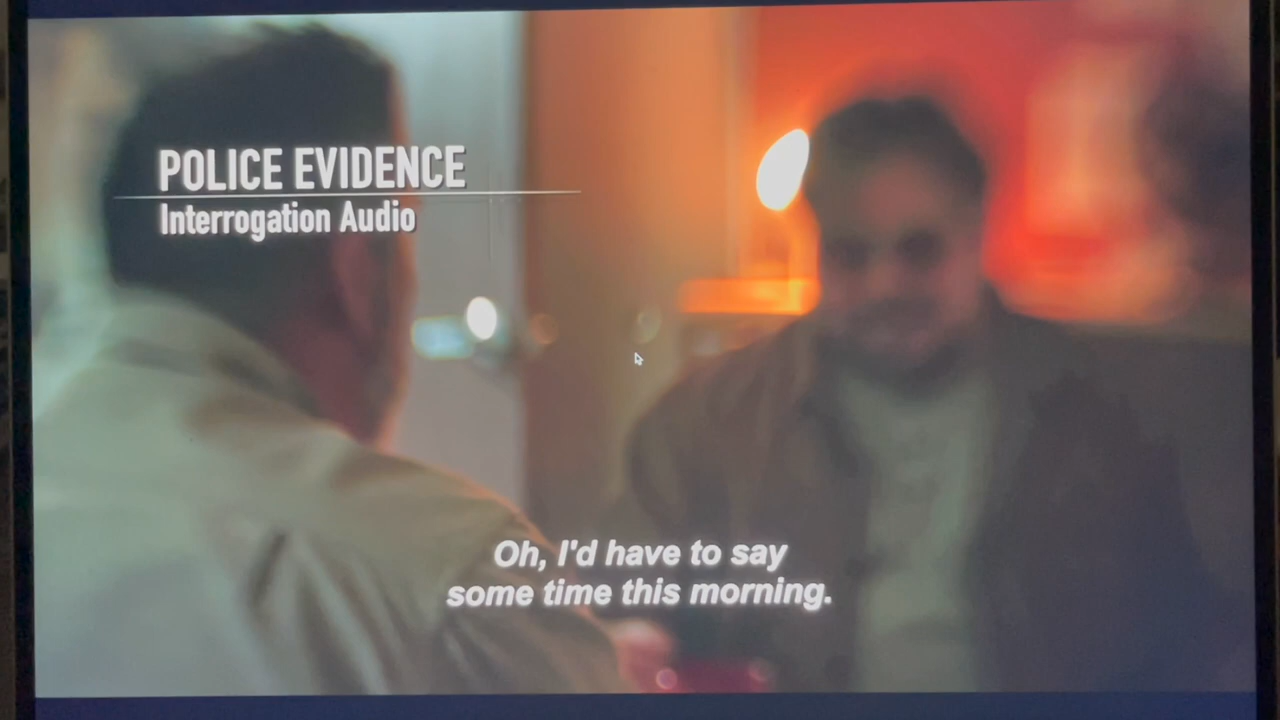 POLICE EVIDENCE
Interrogation Audio
Oh, I'd have to say
some time this morning.